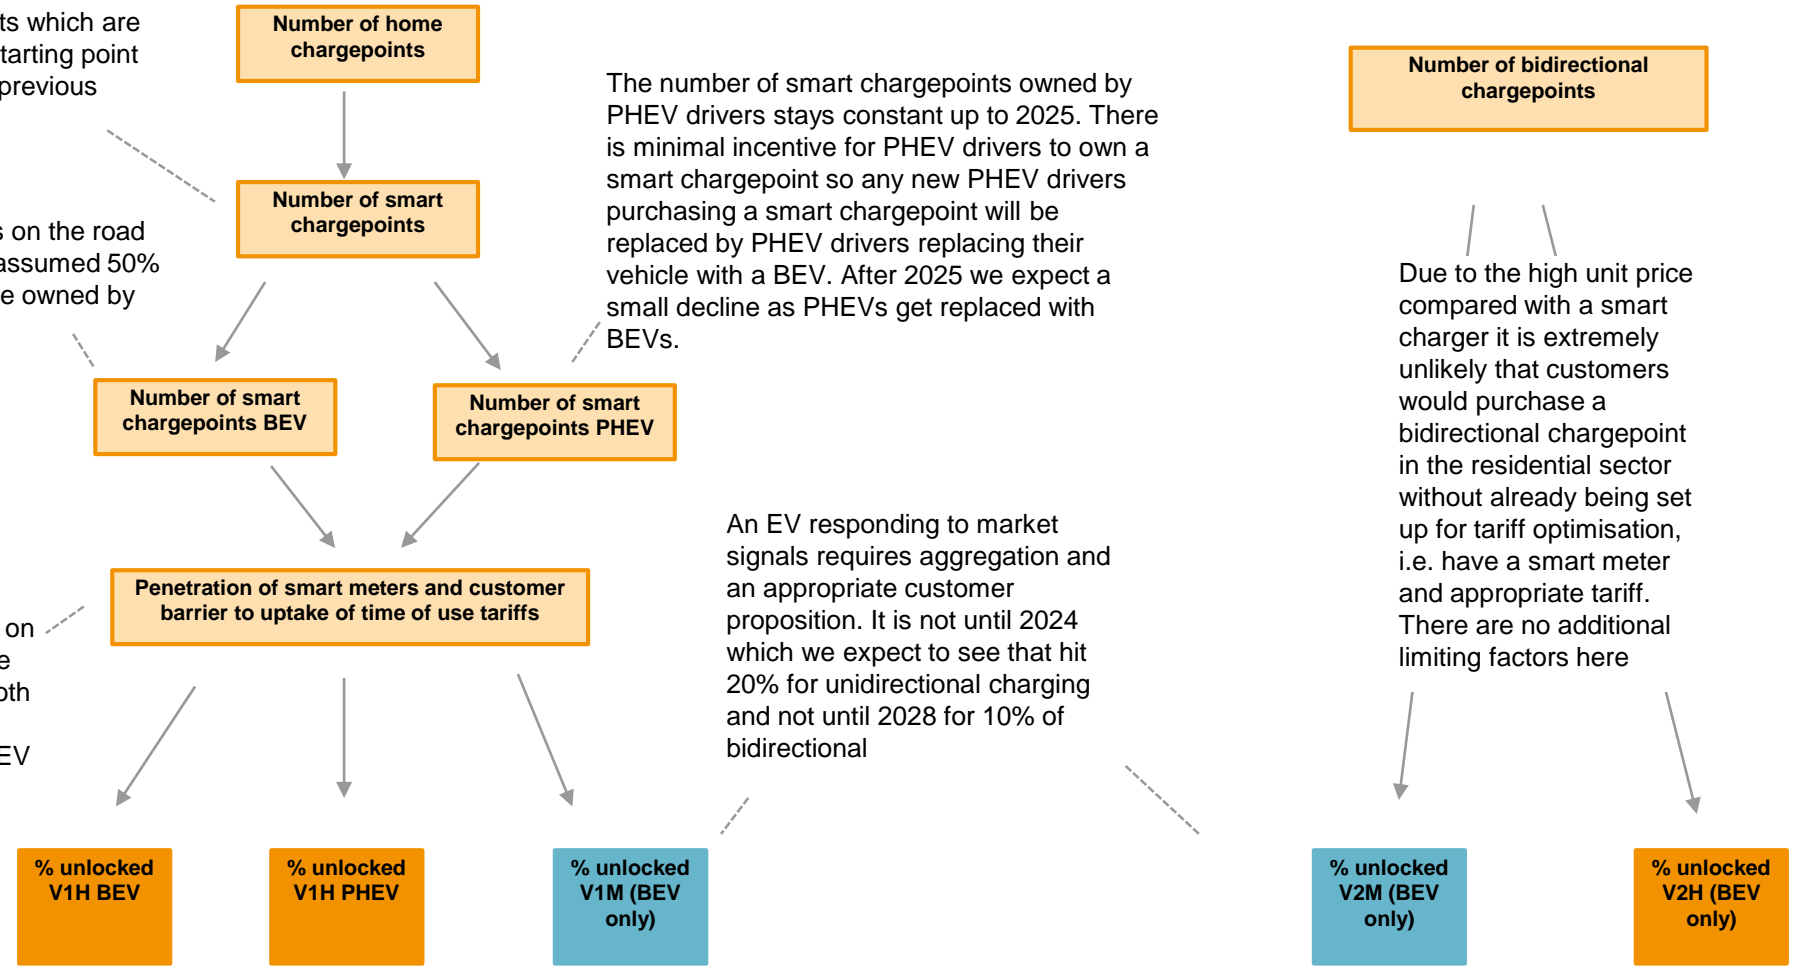 ts which are
tarting point
previous
Number of home
chargepoints
Number of smart
chargepoints
The number of smart chargepoints owned by
PHEV drivers stays constant up to 2025. There
is minimal incentive for PHEV drivers to own a
smart chargepoint so any new PHEV drivers
purchasing a smart chargepoint will be
replaced by PHEV drivers replacing their
vehicle with a BEV. After 2025 we expect a
small decline as PHEVs get replaced with
BEVs.
Number of bidirectional
chargepoints
s on the road
assumed 50%
e owned by
Number of smart
chargepoints BEV
Number of smart
chargepoints PHEV
Due to the high unit price
compared with a smart
charger it is extremely
unlikely that customers
would purchase a
bidirectional chargepoint
in the residential sector
without already being set
up for tariff optimisation,
i.e. have a smart meter
and appropriate tariff.
There are no additional
limiting factors here
Penetration of smart meters and customer
barrier to uptake of time of use tariffs
An EV responding to market
signals requires aggregation and
an appropriate customer
proposition. It is not until 2024
which we expect to see that hit
20% for unidirectional charging
and not until 2028 for 10% of
bidirectional
on
e
oth
EV
% unlocked
V1H BEV
% unlocked
V1H PHEV
% unlocked
V1M (BEV
only)
% unlocked
V2M (BEV
only)
% unlocked
V2H (BEV
only)